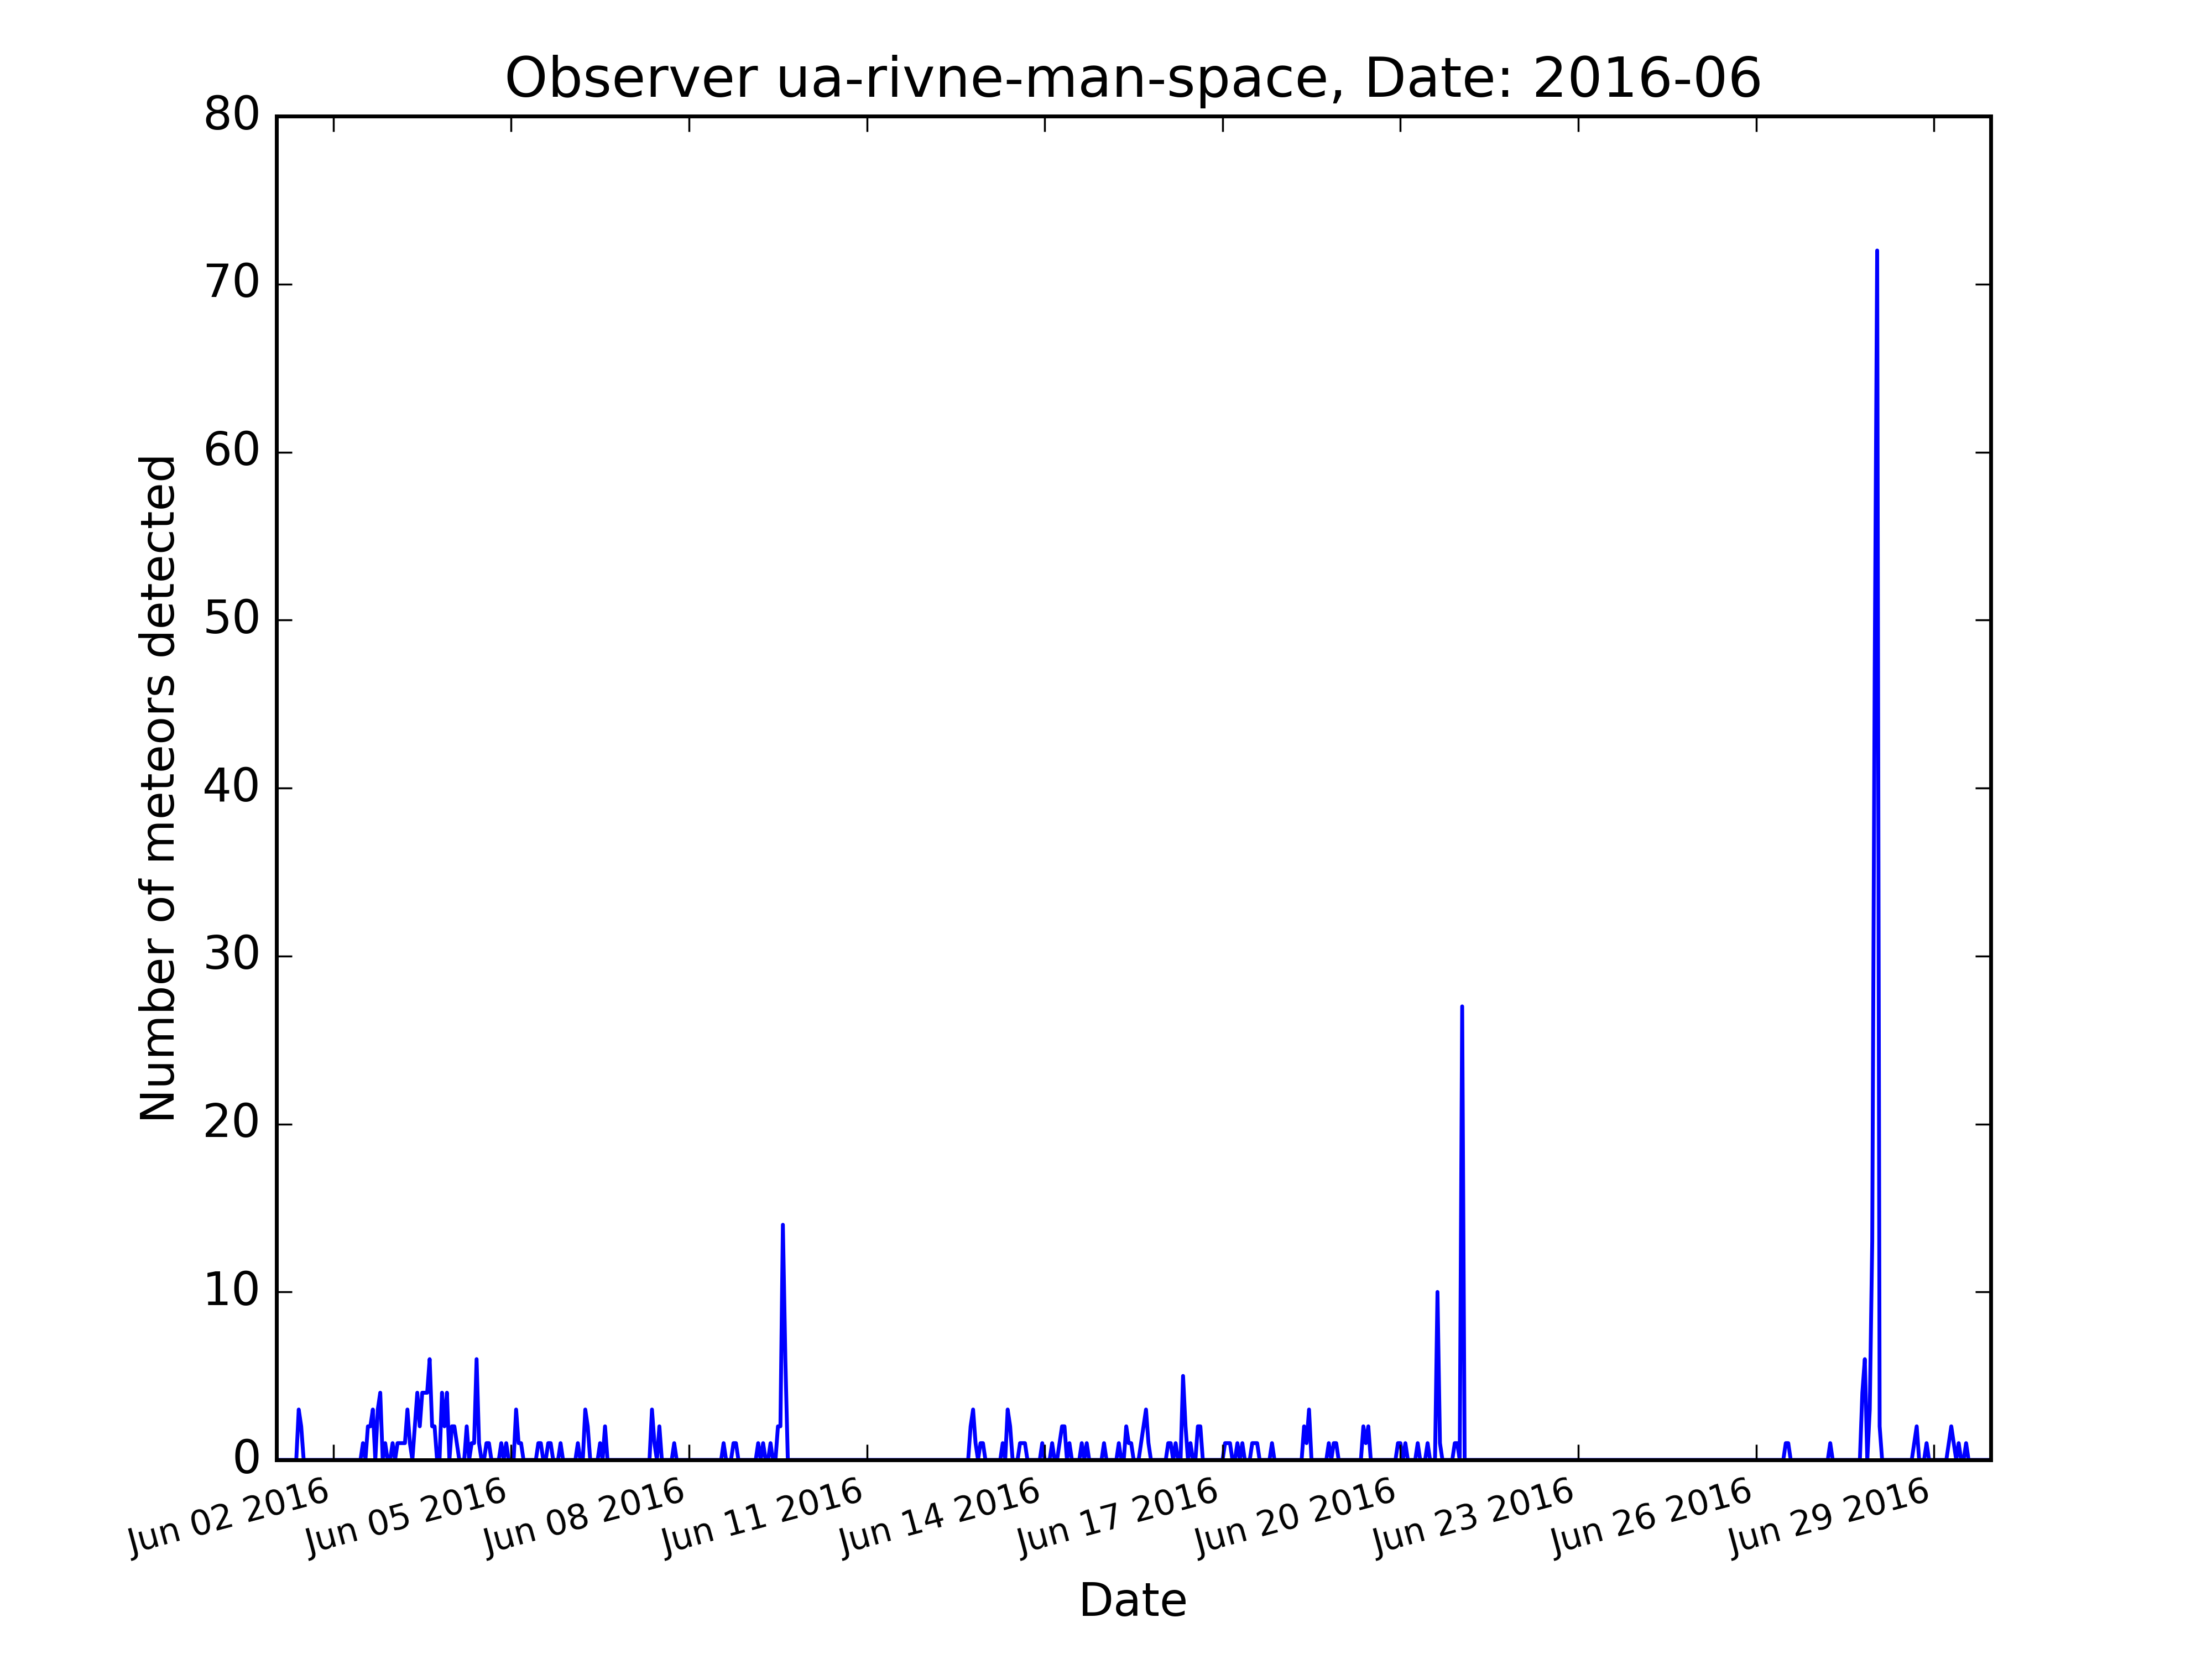 Observer ua-rivne-man-space, Date: 2016-06
80
70
60
50
40
30
20
10
0
Number of meteors detected
Jun 02 2016
Jun 05 2016
Jun 08 2016
Jun 11 2016
Jun 14 2016
Jun 17 2016
Jun 20 2016
Jun 23 2016
Jun 26 2016
Jun 29 2016
Date